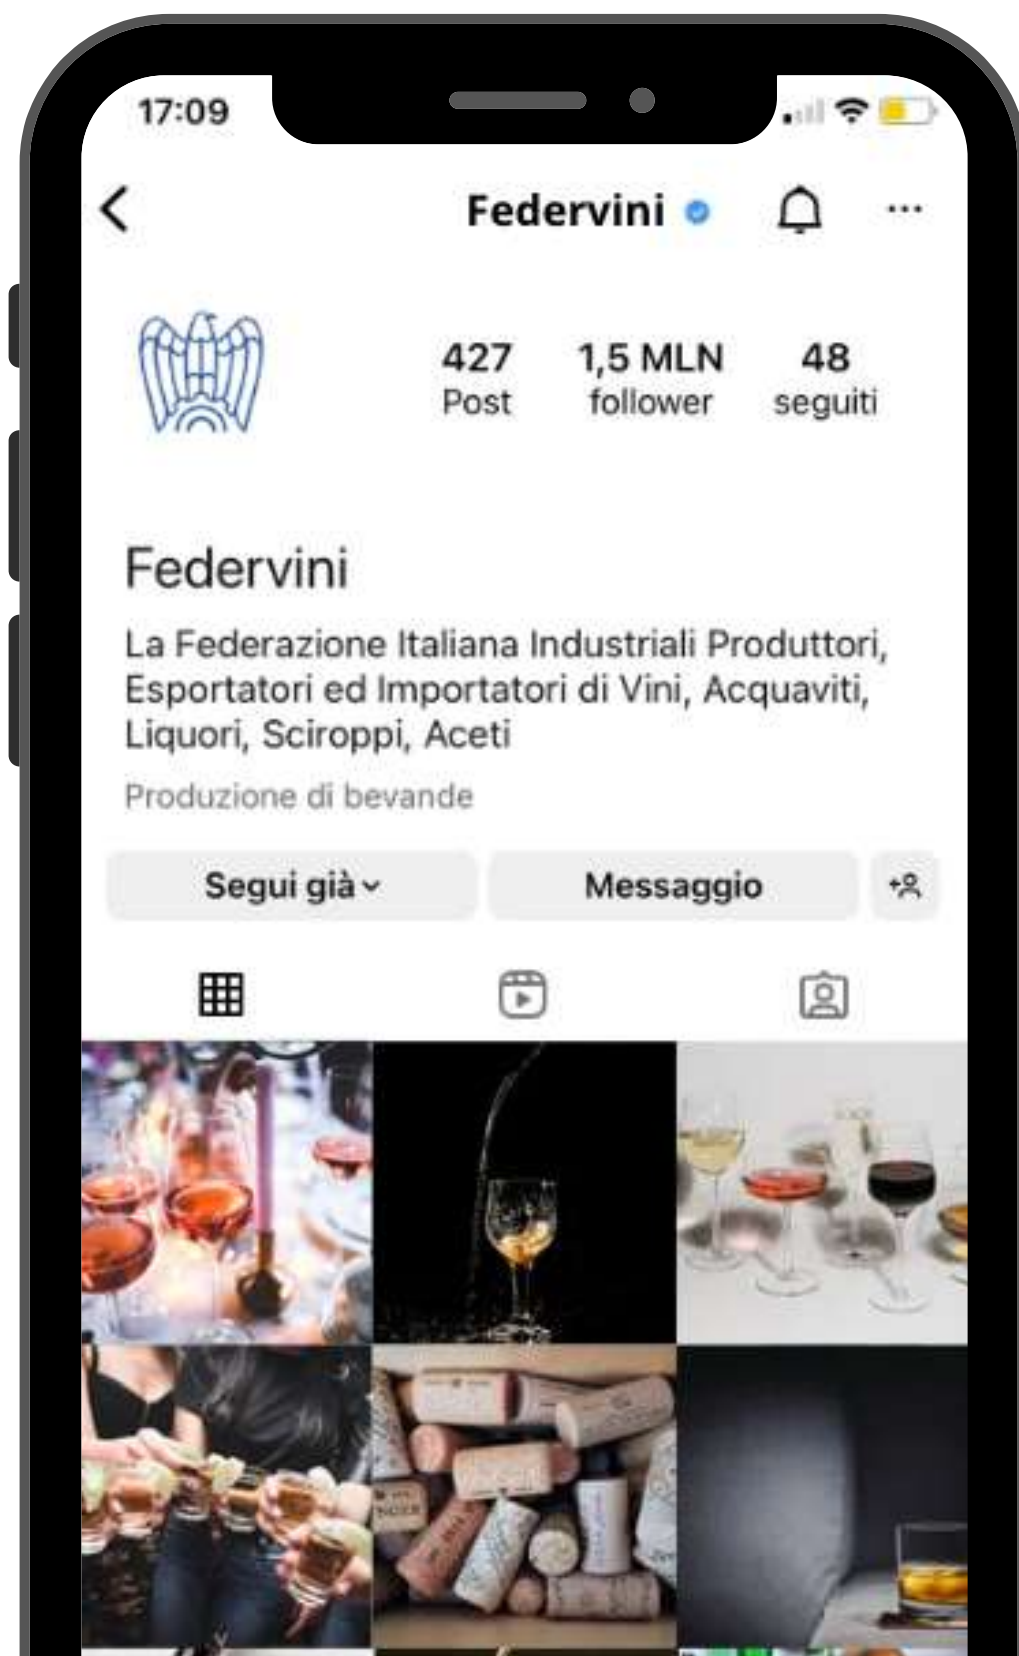 17:09
Federvini
427 1,5 MLN 48
Post follower seguiti
Federvini
La Federazione Italiana Industriali Produttori,
Esportatori ed Importatori di Vini, Acquaviti,
Liquori, Sciroppi, Aceti
Produzione di bevande
Segui già Messaggio